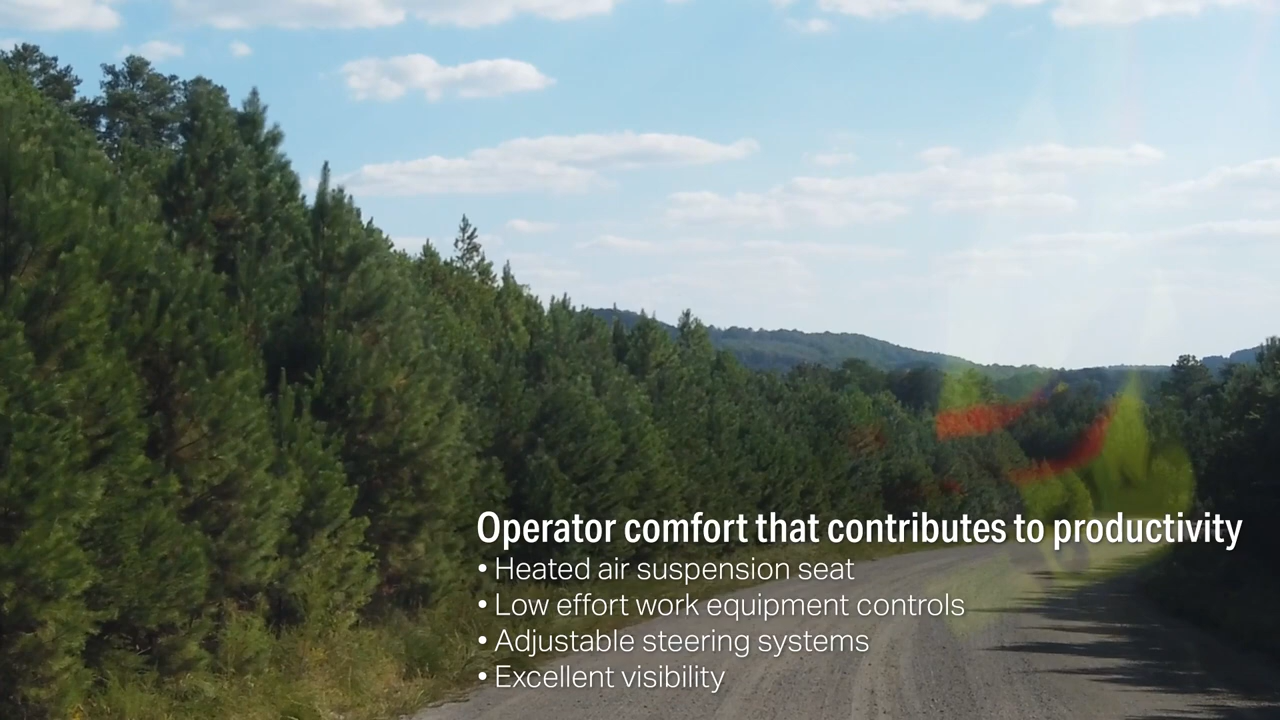 Operator comfort that contributes to productivity
• Heated air suspension seat
• Low effort work equipment controls
• Adjustable steering systems
• Excellent visibility